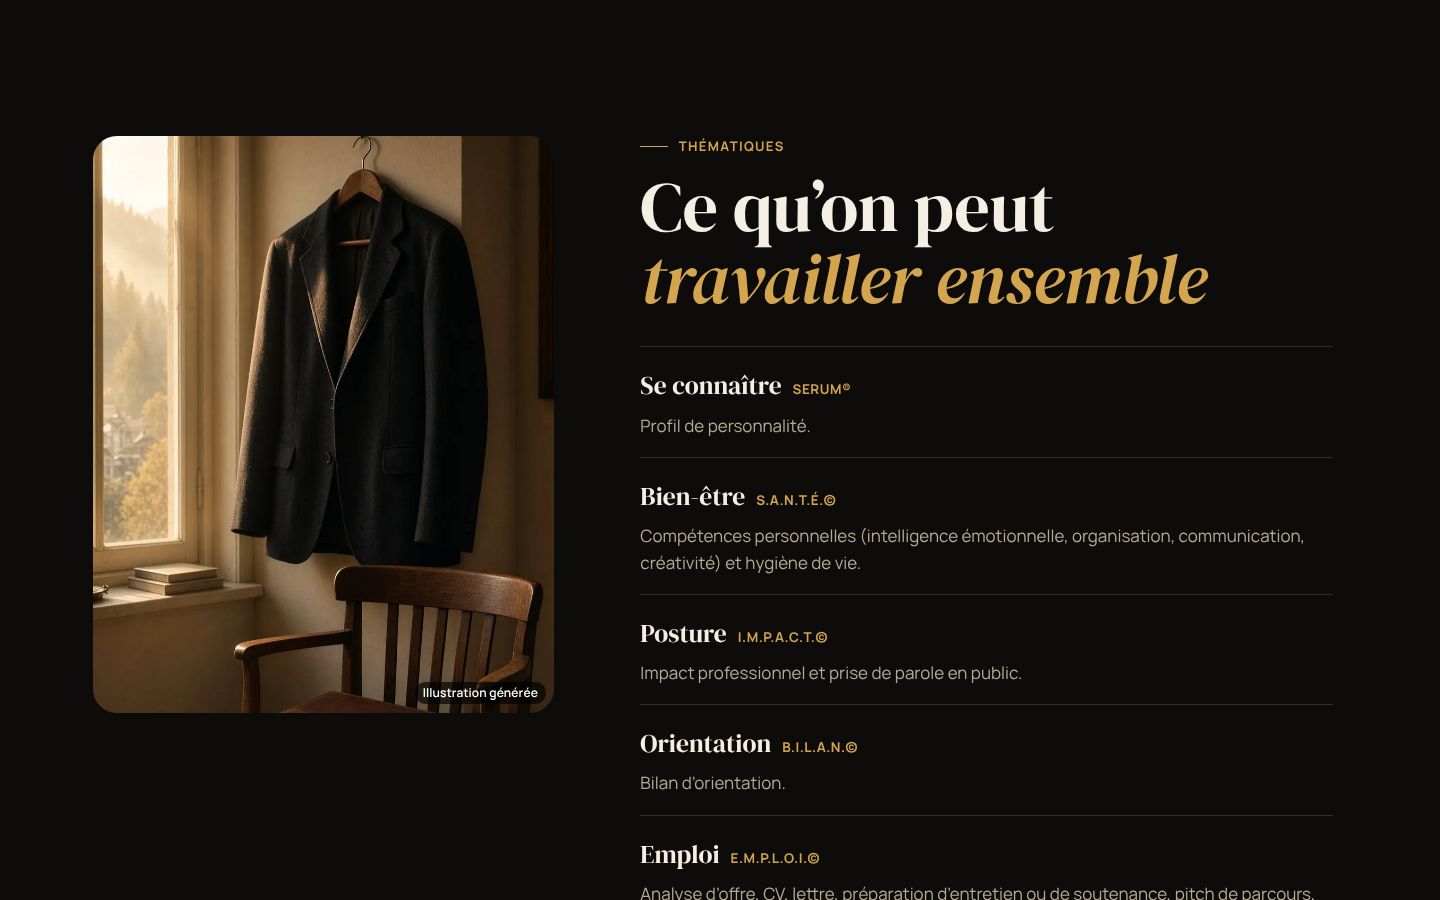 THÉMATIQUES
Ce qu’on peut
travailler ensemble
Se connaître SERUM®
Profil de personnalité.
Bien-être S.A.N.T.É.©
Compétences personnelles (intelligence émotionnelle, organisation, communication,
créativité) et hygiène de vie.
Posture I.M.P.A.C.T.©
Impact professionnel et prise de parole en public.
Orientation B.I.L.A.N.©
Bilan d’orientation.
Emploi E.M.P.L.O.I.©
Analyse d’offre, CV, lettre, préparation d’entretien ou de soutenance, pitch de parcours,
Illustration générée